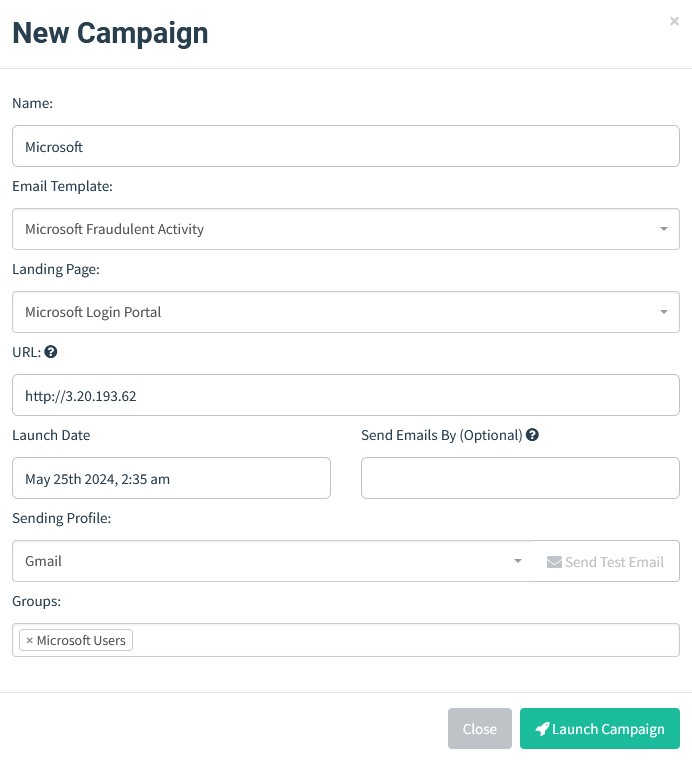 New Campaign
×
Name:
Microsoft
Email Template:
Microsoft Fraudulent Activity
Landing Page:
Microsoft Login Portal
URL: ?
http://3.20.193.62
Launch Date
Send Emails By (Optional) ?
May 25th 2024, 2:35 am
Sending Profile:
Gmail
Send Test Email
Groups:
× Microsoft Users
Close
Launch Campaign